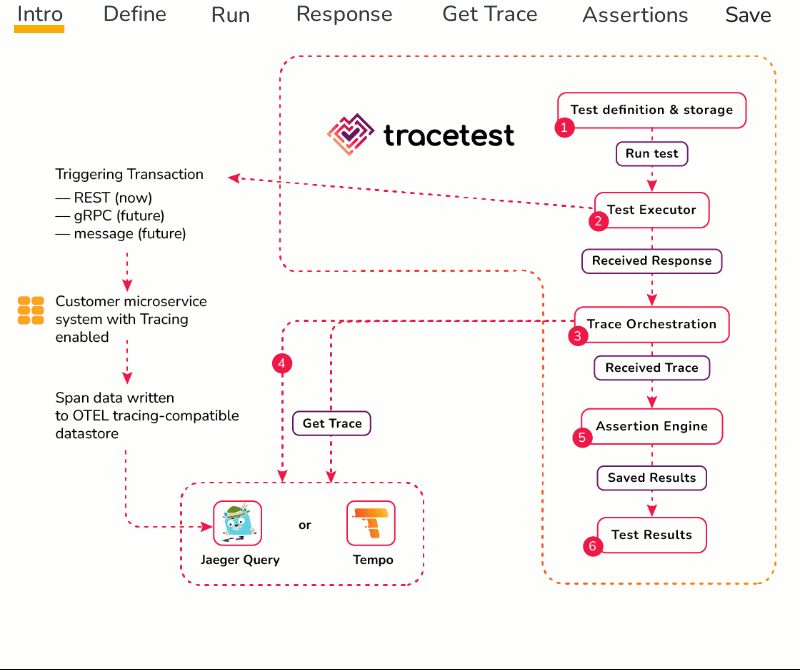 Intro
Define
Run
Response
Get Trace
Assertions
Save
tracetest
Test definition & storage
1
Run test
Triggering Transaction
— REST (now)
— gRPC (future)
— message (future)
Test Executor
2
Received Response
Customer microservice
system with Tracing
enabled
Trace Orchestration
3
4
Received Trace
Span data written
to OTEL tracing-compatible
datastore
Get Trace
Assertion Engine
5
Saved Results
or
Jaeger Query
Tempo
Test Results
6